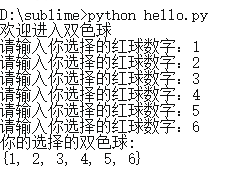 D:\sublime>python hello.py
欢迎进入双色球
请输入你选择的红球数字：1
请输入你选择的红球数字：2
请输入你选择的红球数字：3
请输入你选择的红球数字：4
请输入你选择的红球数字：5
请输入你选择的红球数字：6
你的选择的双色球：
{1, 2, 3, 4, 5, 6}